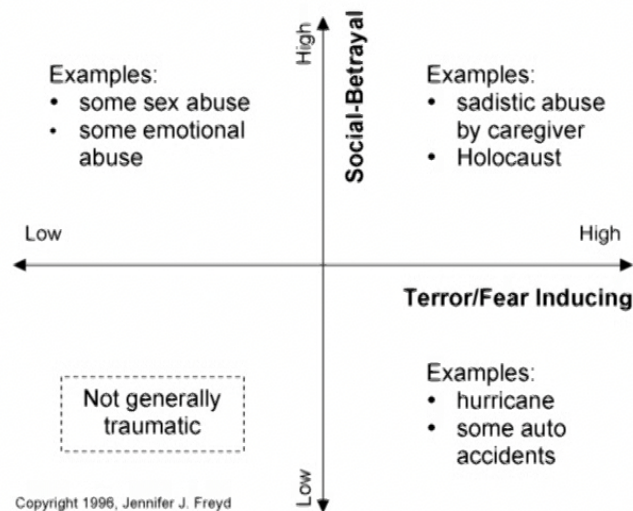 High
Social-Betrayal
Examples:
• some sex abuse
• some emotional
abuse
Examples:
• sadistic abuse
by caregiver
• Holocaust
Low
High
Terror/Fear Inducing
Not generally
traumatic
Examples:
• hurricane
• some auto
accidents
Low
Copyright 1996, Jennifer J. Freyd